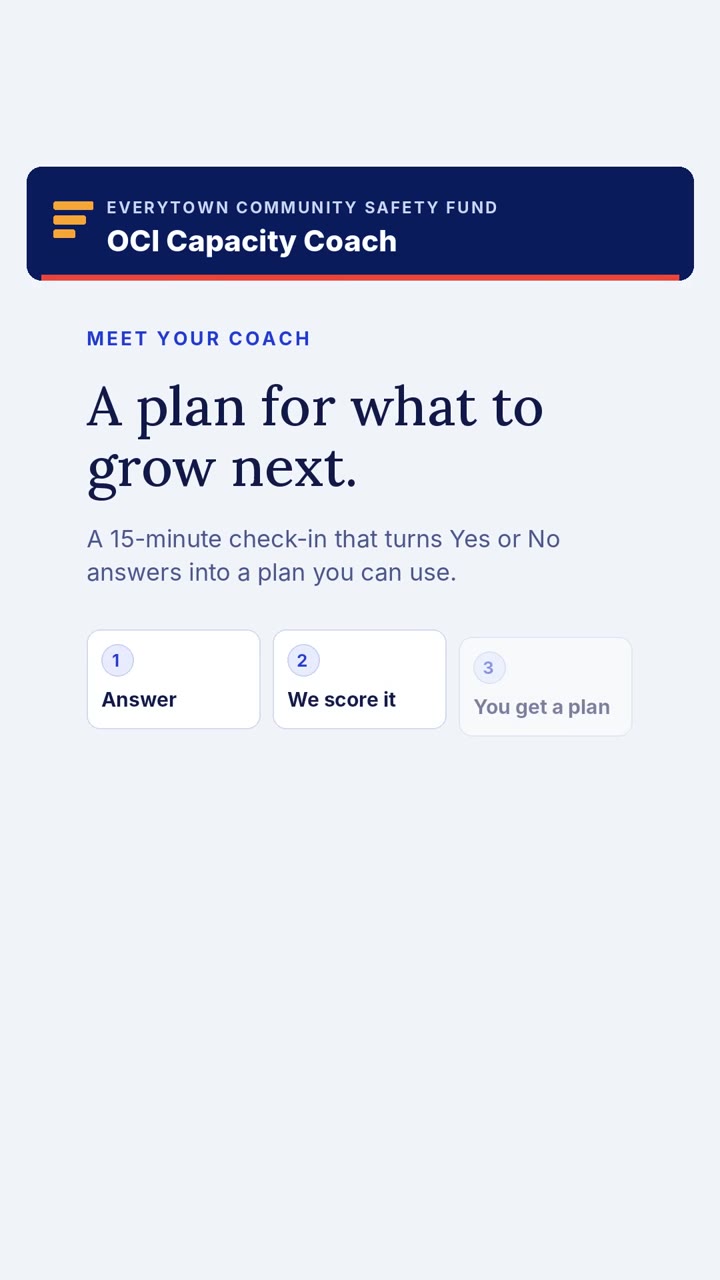 EVERYTOWN COMMUNITY SAFETY FUND
OCI Capacity Coach
MEET YOUR COACH
A plan for what to
grow next.
A 15-minute check-in that turns Yes or No
answers into a plan you can use.
1
Answer
2
We score it
3
You get a plan